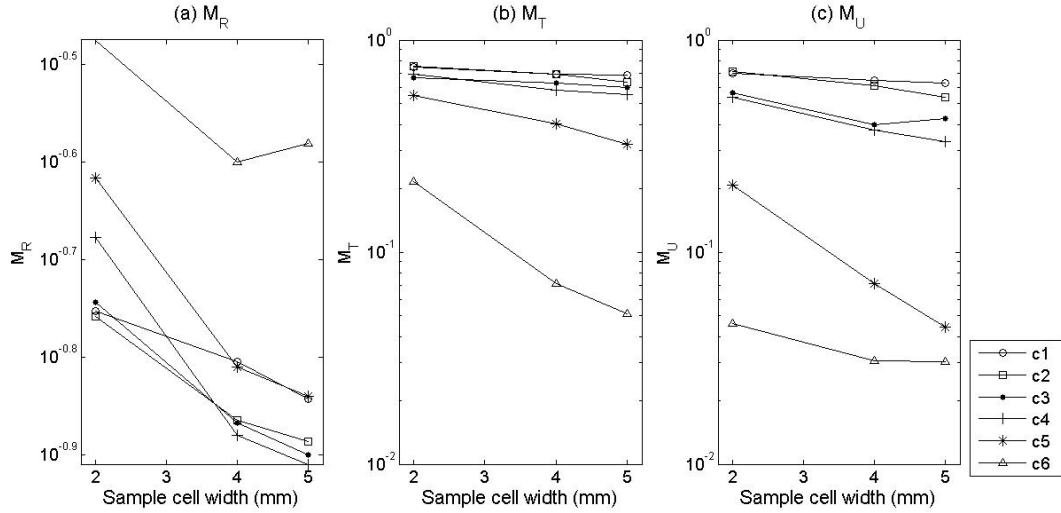 (a) M_R
10^-0.5
10^-0.6
10^-0.7
10^-0.8
10^-0.9
M_R
2 3 4 5
Sample cell width (mm)
(b) M_T
10^0
10^-1
10^-2
M_T
2 3 4 5
Sample cell width (mm)
(c) M_U
10^0
10^-1
10^-2
M_U
2 3 4 5
Sample cell width (mm)
c1
c2
c3
c4
c5
c6